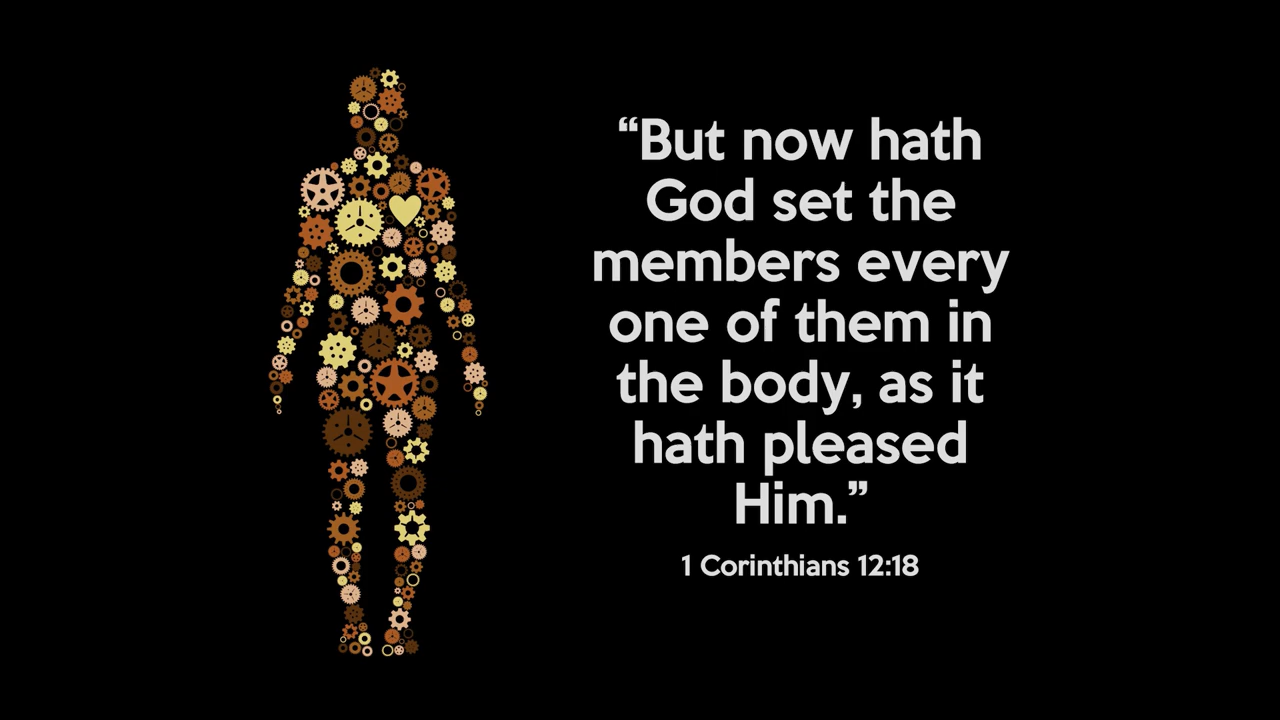 “But now hath
God set the
members every
one of them in
the body, as it
hath pleased
Him.”
1 Corinthians 12:18